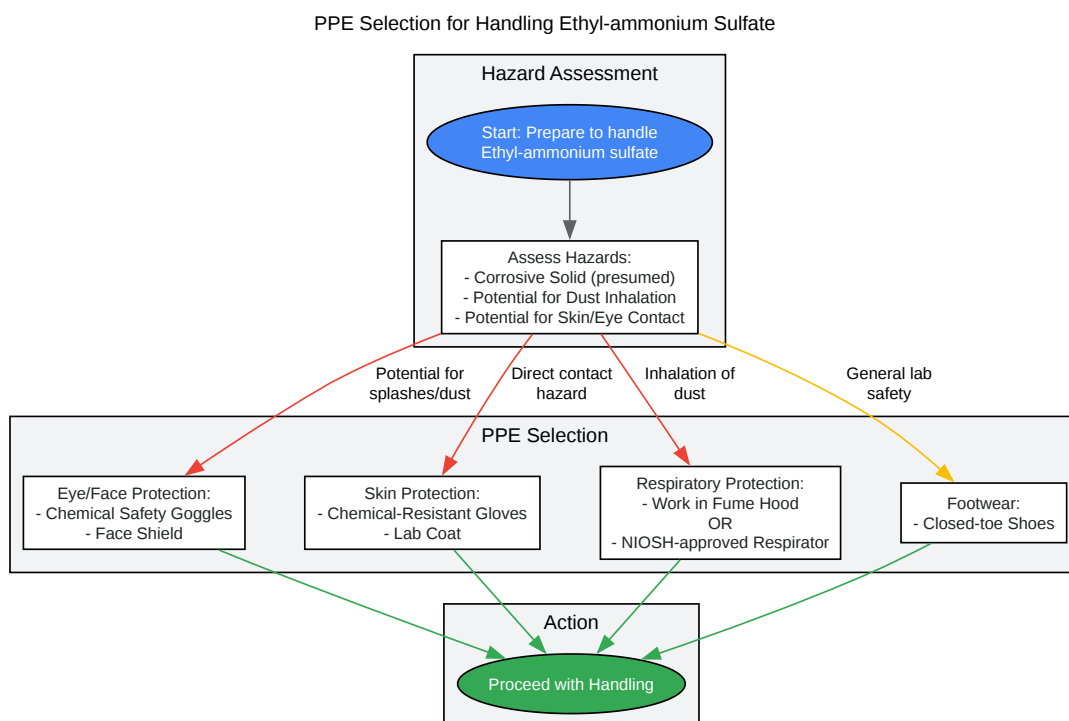 PPE Selection for Handling Ethyl-ammonium Sulfate
Hazard Assessment
Start: Prepare to handle
Ethyl-ammonium sulfate
Assess Hazards:
- Corrosive Solid (presumed)
- Potential for Dust Inhalation
- Potential for Skin/Eye Contact
Potential for
splashes/dust
Direct contact
hazard
Inhalation of
dust
General lab
safety
PPE Selection
Eye/Face Protection:
- Chemical Safety Goggles
- Face Shield
Skin Protection:
- Chemical-Resistant Gloves
- Lab Coat
Respiratory Protection:
- Work in Fume Hood
OR
- NIOSH-approved Respirator
Footwear:
- Closed-toe Shoes
Action
Proceed with Handling